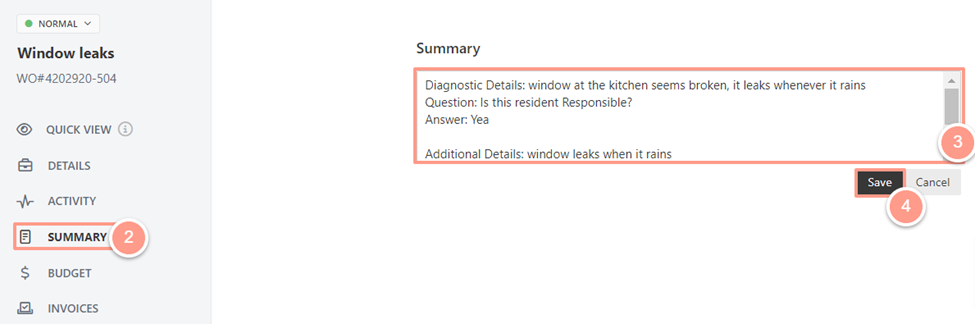 NORMAL
Window leaks
WO#4202920-504
QUICK VIEW
DETAILS
ACTIVITY
SUMMARY
2
BUDGET
INVOICES
Summary
Diagnostic Details: window at the kitchen seems broken, it leaks whenever it rains
Question: Is this resident Responsible?
Answer: Yea
Additional Details: window leaks when it rains
3
Save
Cancel
4